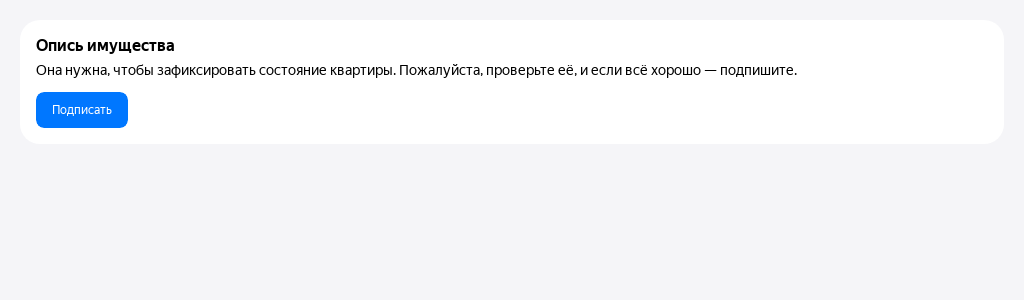 Опись имущества
Она нужна, чтобы зафиксировать состояние квартиры. Пожалуйста, проверьте её, и если всё хорошо — подпишите.
Подписать